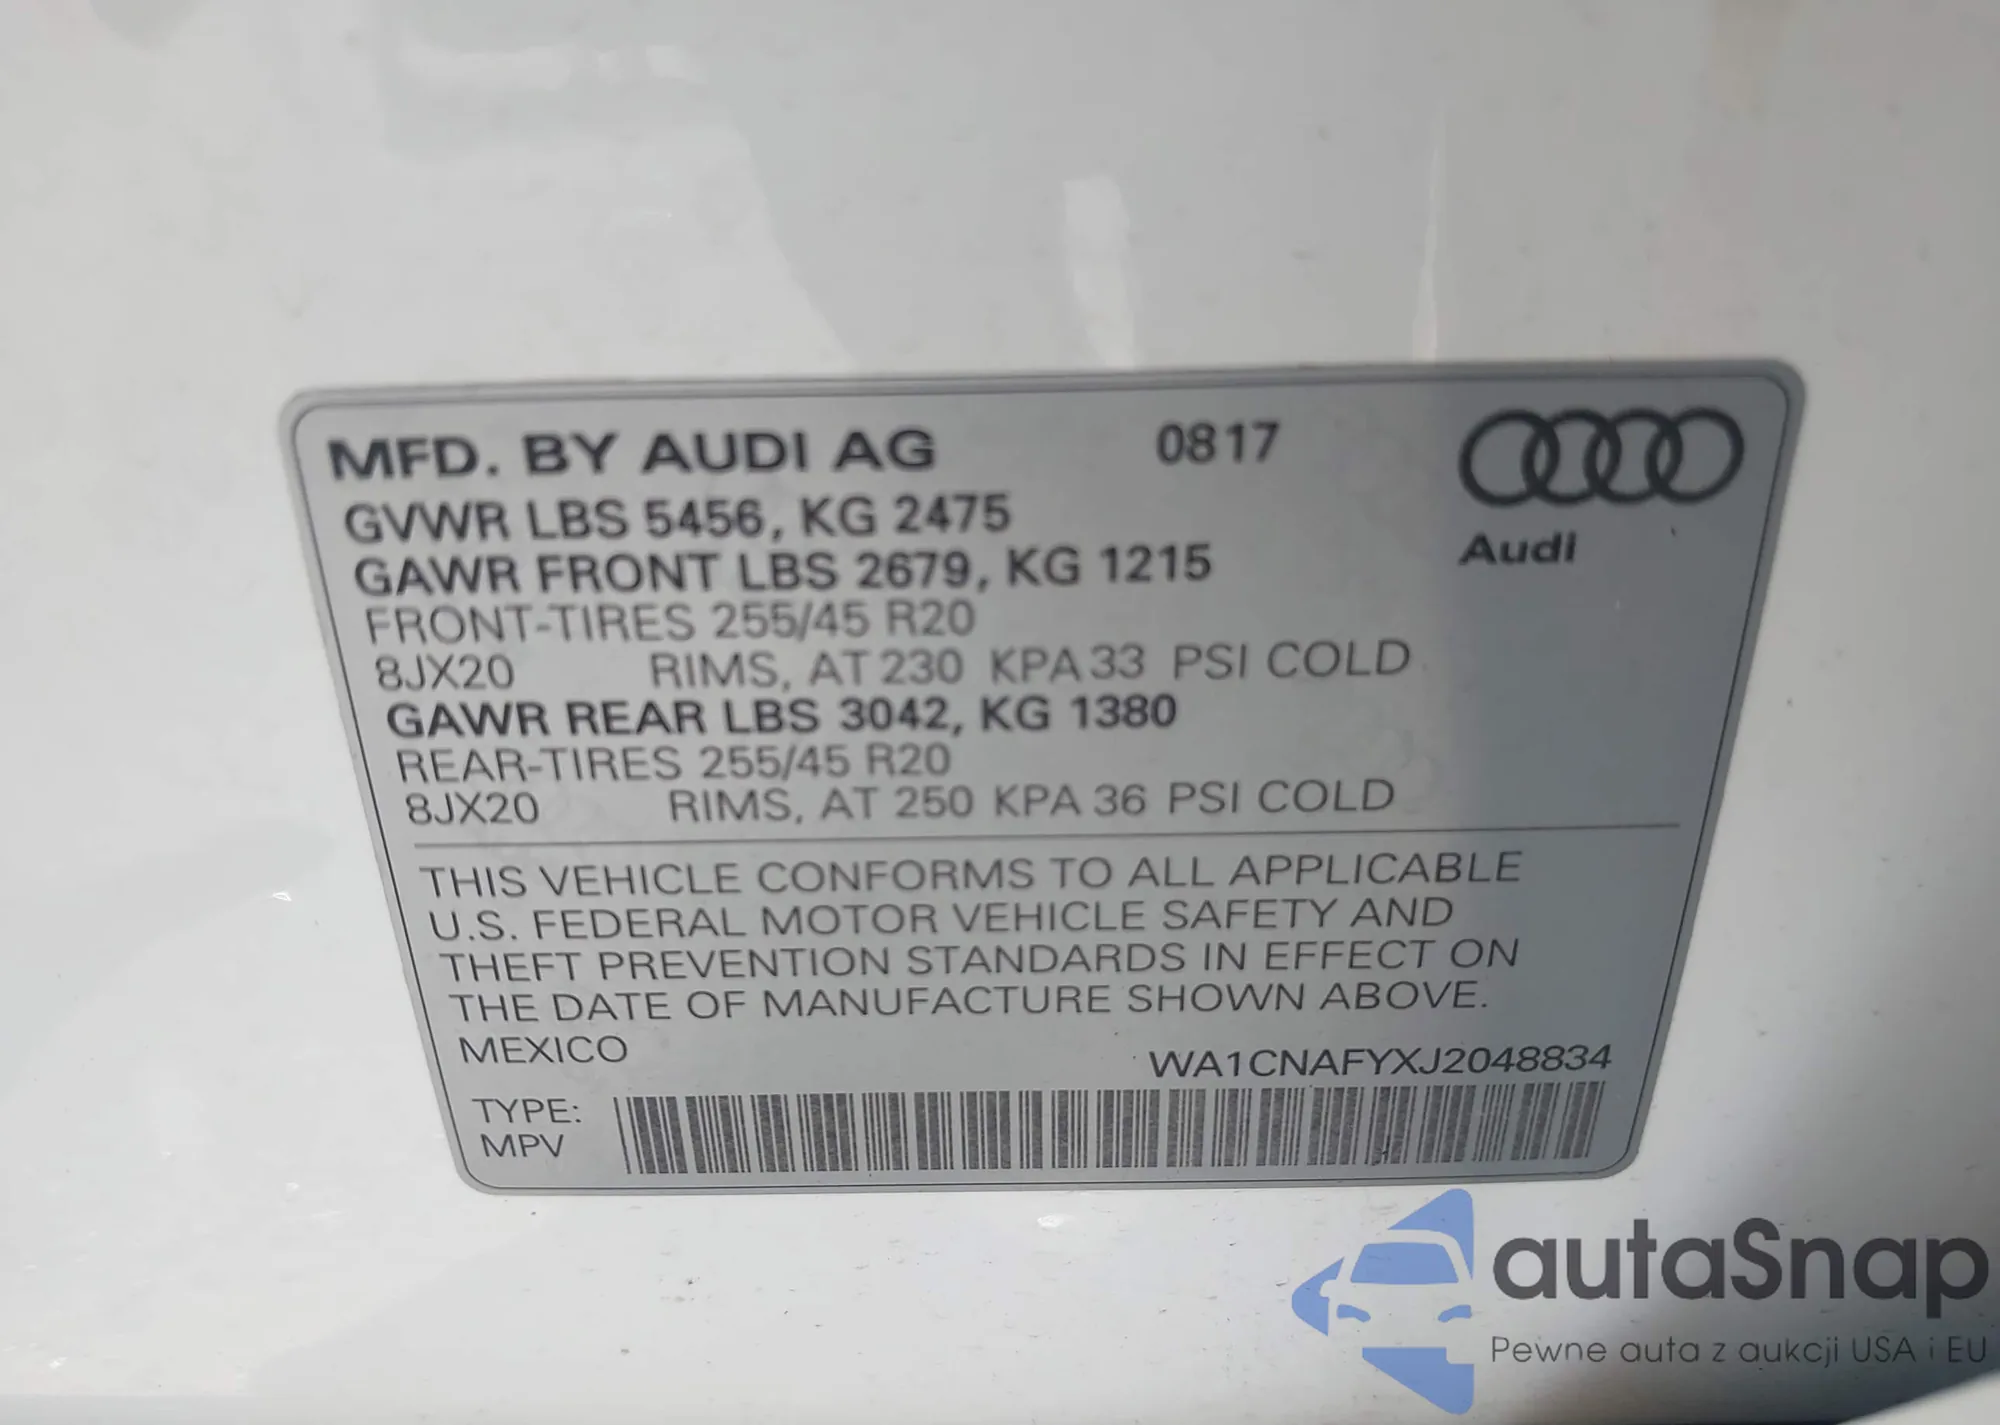 MFD. BY AUDI AG 0817
GVWR LBS 5456, KG 2475
GAWR FRONT LBS 2679, KG 1215
Audi
FRONT-TIRES 255/45 R20
8JX20 RIMS, AT 230 KPA 33 PSI COLD
GAWR REAR LBS 3042, KG 1380
REAR-TIRES 255/45 R20
8JX20 RIMS, AT 250 KPA 36 PSI COLD
THIS VEHICLE CONFORMS TO ALL APPLICABLE
U.S. FEDERAL MOTOR VEHICLE SAFETY AND
THEFT PREVENTION STANDARDS IN EFFECT ON
THE DATE OF MANUFACTURE SHOWN ABOVE.
MEXICO WA1CNAFYXJ2048834
TYPE:
MPV
autaSnap
Pewne auta z aukcji USA i EU